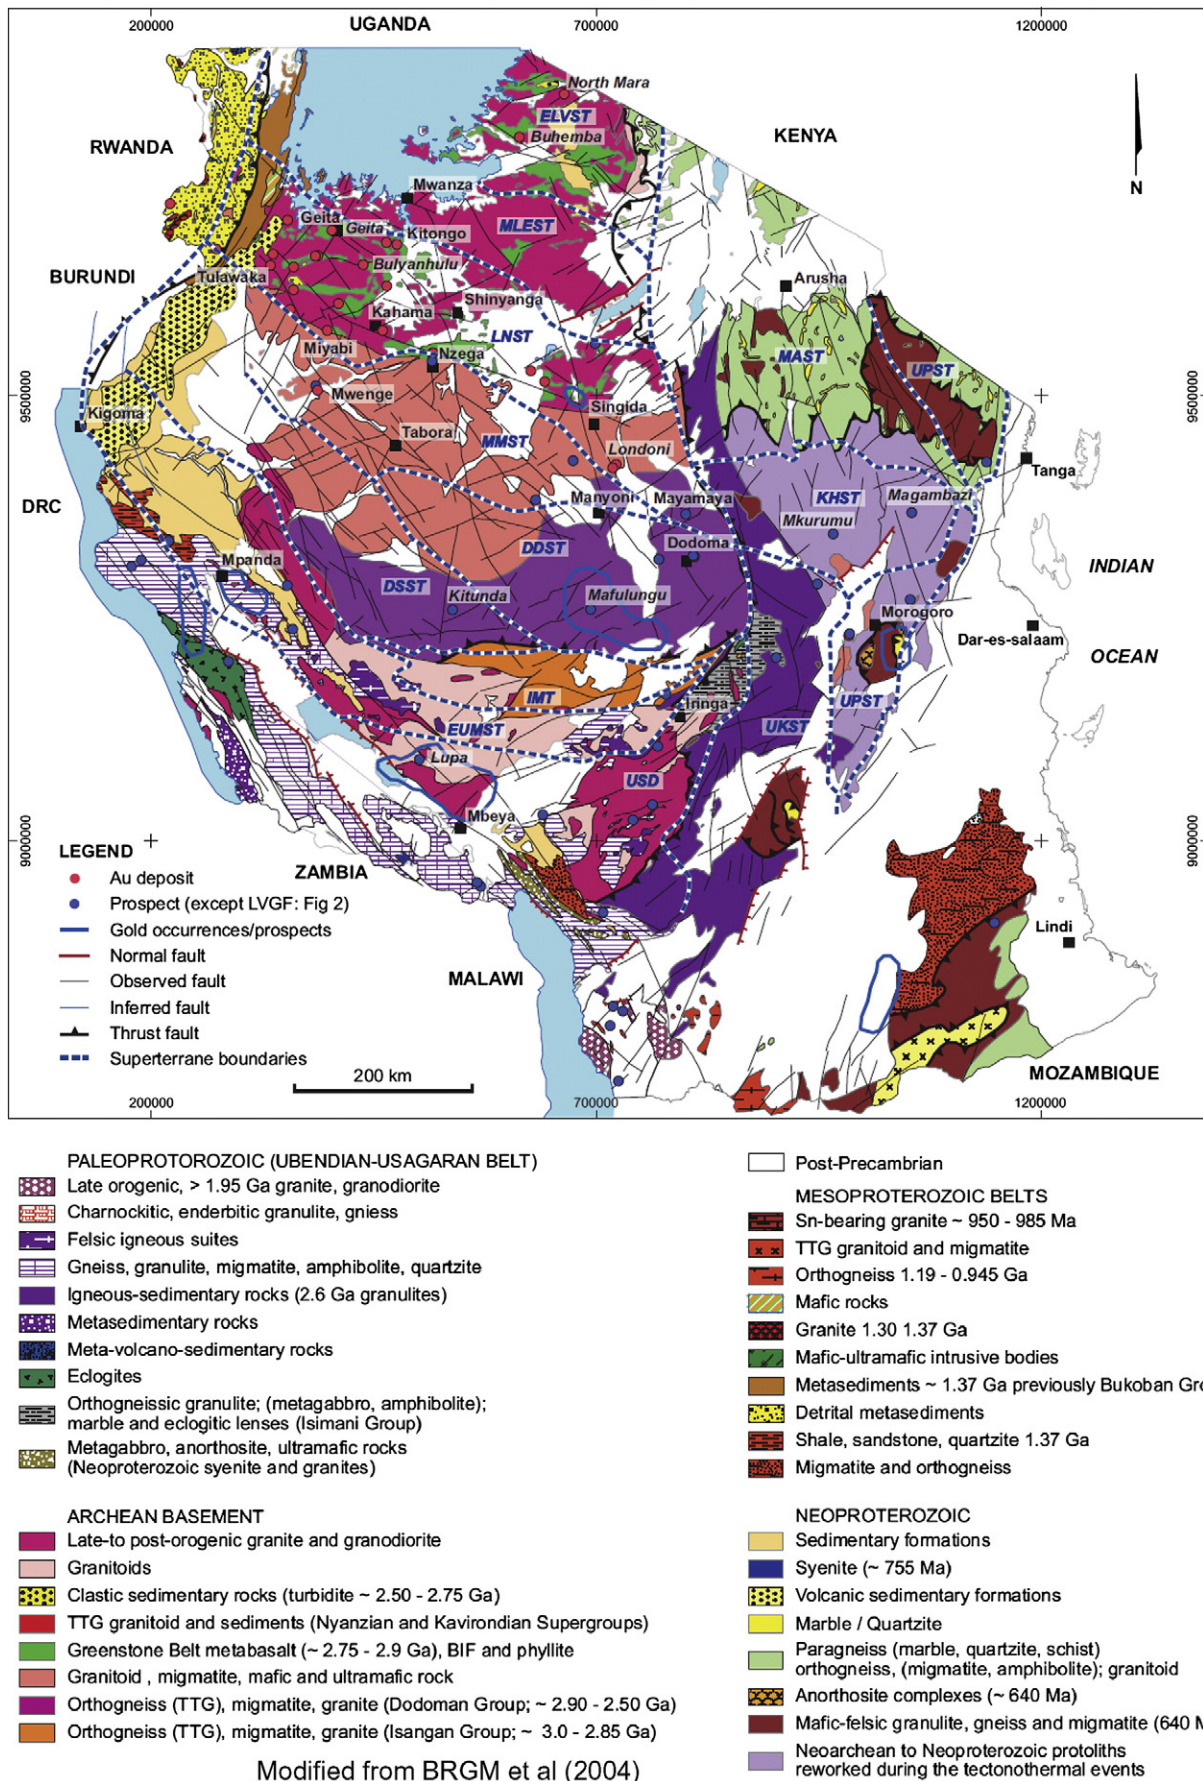 200000
700000
1200000
UGANDA
North Mara
ELVST
Buhemba
KENYA
RWANDA
N
Mwanza
Geita
Geita
Kitongo
MLEST
BURUNDI
Tulawaka
Bulyanhulu
Arusha
Shinyanga
Kahama
LNST
Miyabi
Nzega
MAST
UPST
9500000
9500000
Mwenge
Kigoma
Singida
Tabora
MMST
Londoni
Tanga
DRC
Manyoni
Mayamaya
KHST
Magambazi
Mkurumu
DDST
Dodoma
Mpanda
DSST
Kitunda
Mafulungu
INDIAN
Morogoro
Dar-es-salaam
OCEAN
IMT
Iringa
UPST
EUMST
UKST
Lupa
USD
Mbeya
9000000
9000000
LEGEND
ZAMBIA
Au deposit
Prospect (except LVGF: Fig 2)
Gold occurrences/prospects
Lindi
Normal fault
MALAWI
Observed fault
Inferred fault
Thrust fault
Superterrane boundaries
200 km
MOZAMBIQUE
200000
700000
1200000
PALEOPROTOROZOIC (UBENDIAN-USAGARAN BELT)
Late orogenic, > 1.95 Ga granite, granodiorite
Charnockitic, enderbitic granulite, gniess
Felsic igneous suites
Gneiss, granulite, migmatite, amphibolite, quartzite
Igneous-sedimentary rocks (2.6 Ga granulites)
Metasedimentary rocks
Meta-volcano-sedimentary rocks
Eclogites
Orthogneissic granulite; (metagabbro, amphibolite);
marble and eclogitic lenses (Isimani Group)
Metagabbro, anorthosite, ultramafic rocks
(Neoproterozoic syenite and granites)
ARCHEAN BASEMENT
Late-to post-orogenic granite and granodiorite
Granitoids
Clastic sedimentary rocks (turbidite ~ 2.50 - 2.75 Ga)
TTG granitoid and sediments (Nyanzian and Kavirondian Supergroups)
Greenstone Belt metabasalt (~ 2.75 - 2.9 Ga), BIF and phyllite
Granitoid , migmatite, mafic and ultramafic rock
Orthogneiss (TTG), migmatite, granite (Dodoman Group; ~ 2.90 - 2.50 Ga)
Orthogneiss (TTG), migmatite, granite (Isangan Group; ~ 3.0 - 2.85 Ga)
Post-Precambrian
MESOPROTEROZOIC BELTS
Sn-bearing granite ~ 950 - 985 Ma
TTG granitoid and migmatite
Orthogneiss 1.19 - 0.945 Ga
Mafic rocks
Granite 1.30 1.37 Ga
Mafic-ultramafic intrusive bodies
Metasediments ~ 1.37 Ga previously Bukoban Gro
Detrital metasediments
Shale, sandstone, quartzite 1.37 Ga
Migmatite and orthogneiss
NEOPROTEROZOIC
Sedimentary formations
Syenite (~ 755 Ma)
Volcanic sedimentary formations
Marble / Quartzite
Paragneiss (marble, quartzite, schist)
orthogneiss, (migmatite, amphibolite); granitoid
Anorthosite complexes (~ 640 Ma)
Mafic-felsic granulite, gneiss and migmatite (640 M
Neoarchean to Neoproterozoic protoliths
reworked during the tectonothermal events
Modified from BRGM et al (2004)